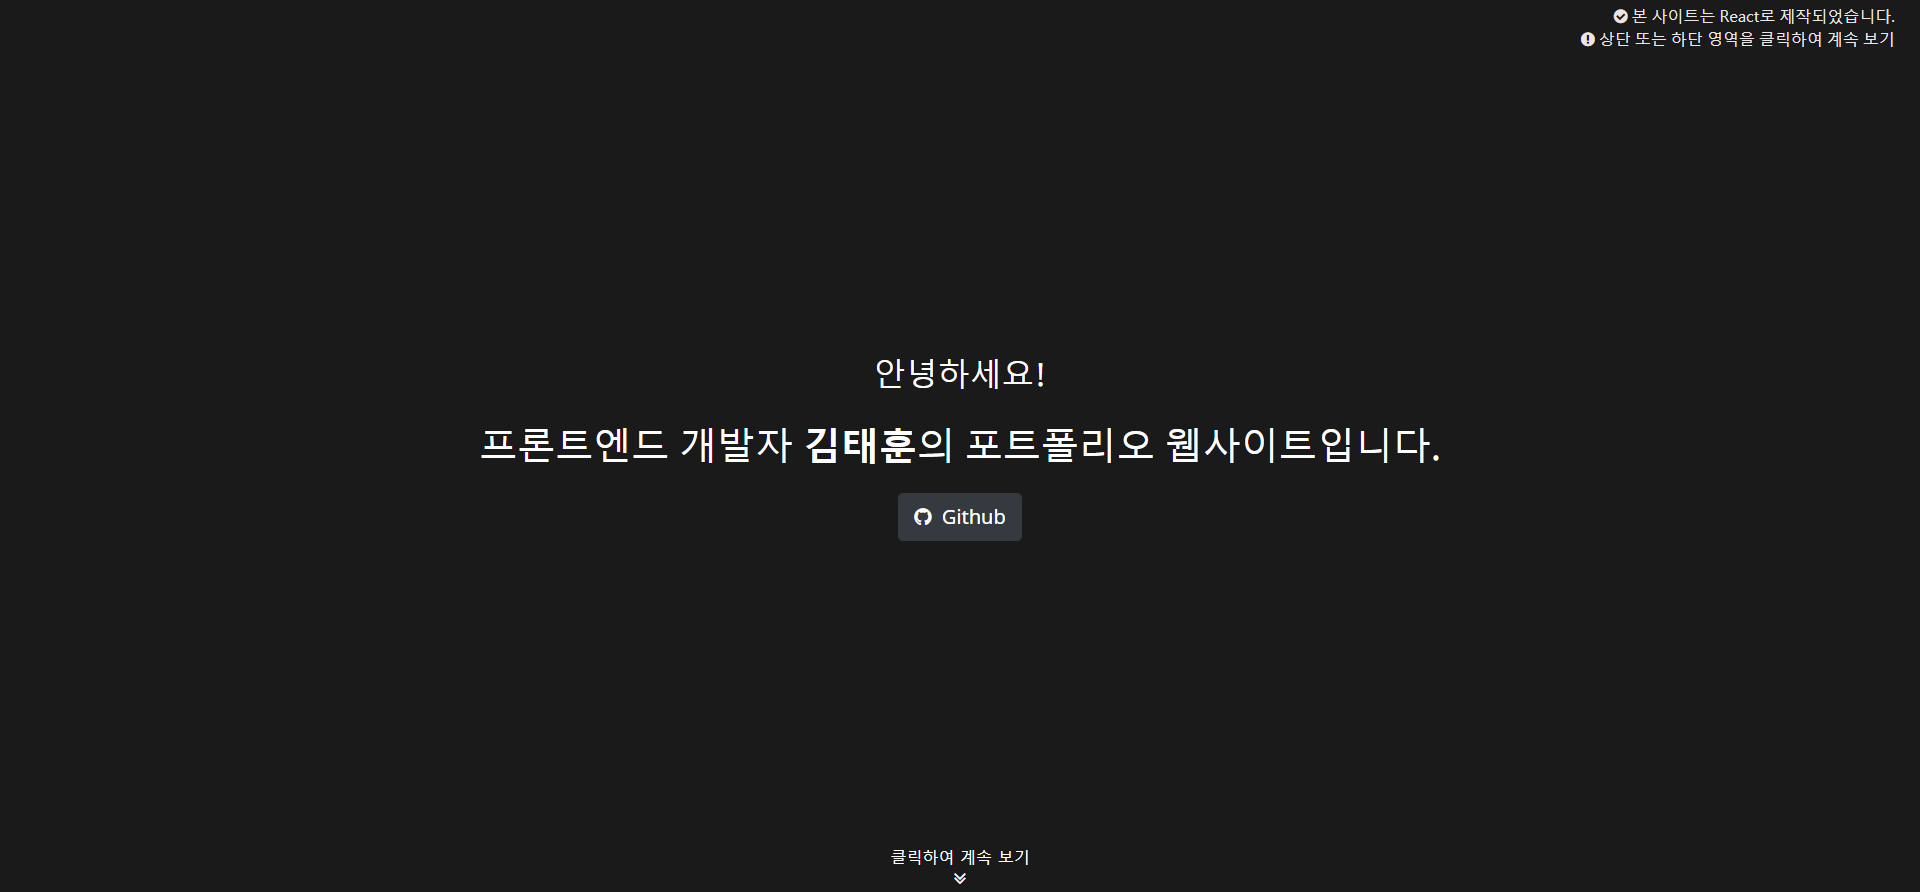 본 사이트는 React로 제작되었습니다.
상단 또는 하단 영역을 클릭하여 계속 보기
안녕하세요!
프론트엔드 개발자 김태훈의 포트폴리오 웹사이트입니다.
Github
클릭하여 계속 보기